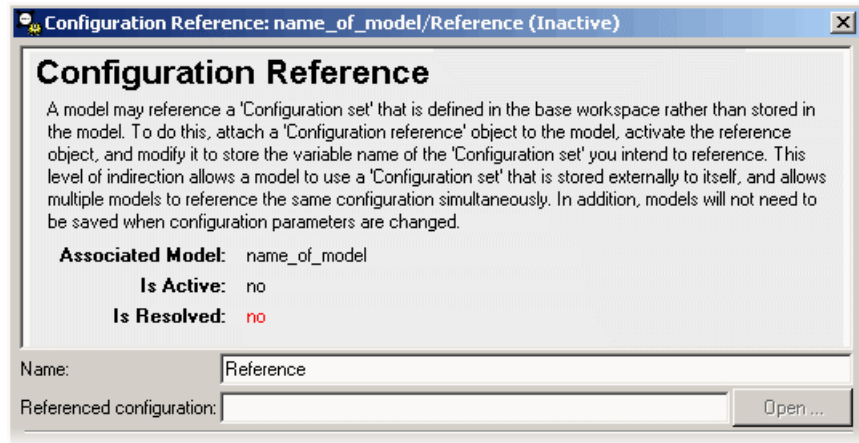 Configuration Reference: name_of_model/Reference (Inactive)
Configuration Reference
A model may reference a 'Configuration set' that is defined in the base workspace rather than stored in
the model. To do this, attach a 'Configuration reference' object to the model, activate the reference
object, and modify it to store the variable name of the 'Configuration set' you intend to reference. This
level of indirection allows a model to use a 'Configuration set' that is stored externally to itself, and allows
multiple models to reference the same configuration simultaneously. In addition, models will not need to
be saved when configuration parameters are changed.
Associated Model: name_of_model
Is Active: no
Is Resolved: no
Name: Reference
Referenced configuration: Open ...